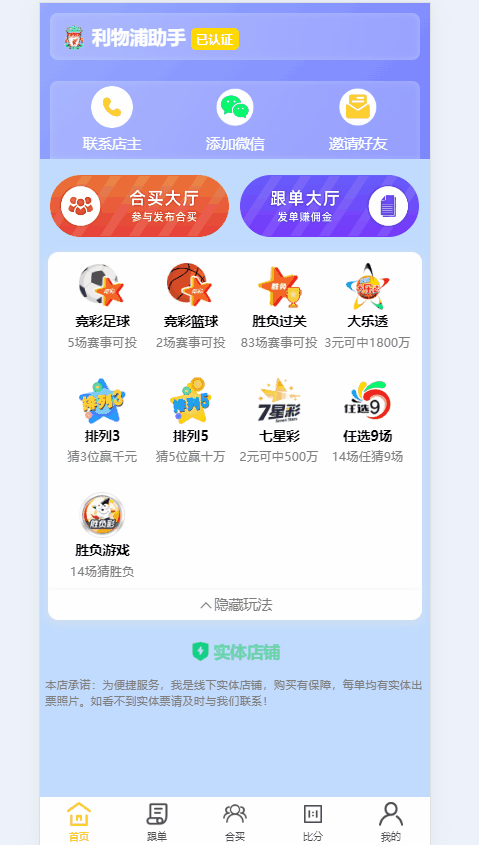 利物浦助手 已认证
联系店主 添加微信 邀请好友
合买大厅 跟单大厅
参与发布合买 发单赚佣金
竞彩足球 竞彩篮球 胜负过关 大乐透
5场赛事可投 2场赛事可投 83场赛事可投 3元可中1800万
排列3 排列5 七星彩 任选9场
猜3位赢千元 猜5位赢十万 2元可中500万 14场任猜9场
胜负游戏
14场猜胜负
隐藏玩法
实体店铺
本店承诺：为便捷服务，我是线下实体店铺，购买有保障，每单均有实体出
票照片。如看不到实体票请及时与我们联系！
首页 跟单 合买 比分 我的